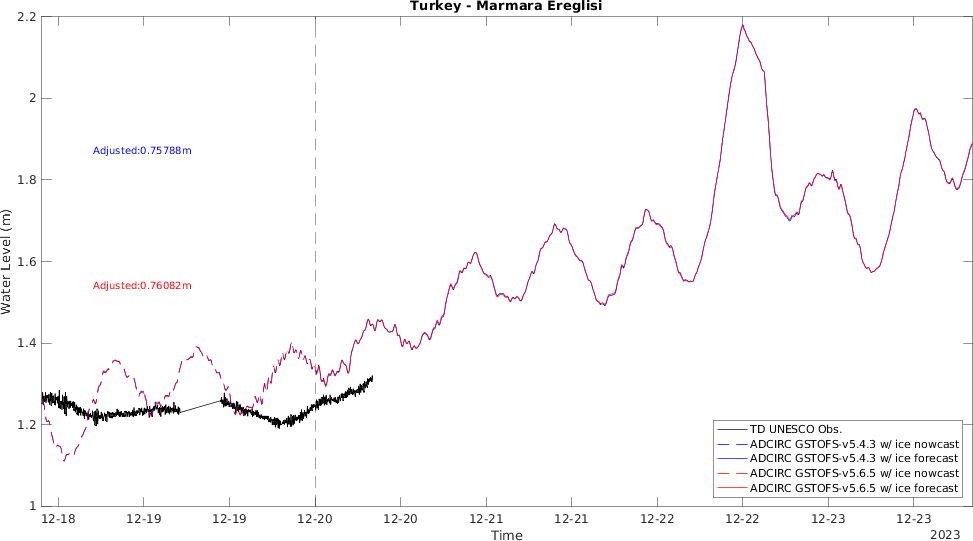 Turkey - Marmara Ereglisi
2.2
2
1.8
1.6
1.4
1.2
1
Water Level (m)
Adjusted:0.75788m
Adjusted:0.76082m
TD UNESCO Obs.
ADCIRC GSTOFS-v5.4.3 w/ ice nowcast
ADCIRC GSTOFS-v5.4.3 w/ ice forecast
ADCIRC GSTOFS-v5.6.5 w/ ice nowcast
ADCIRC GSTOFS-v5.6.5 w/ ice forecast
12-18 12-19 12-19 12-20 12-20 12-21 12-21 12-22 12-22 12-23 12-23
Time
2023